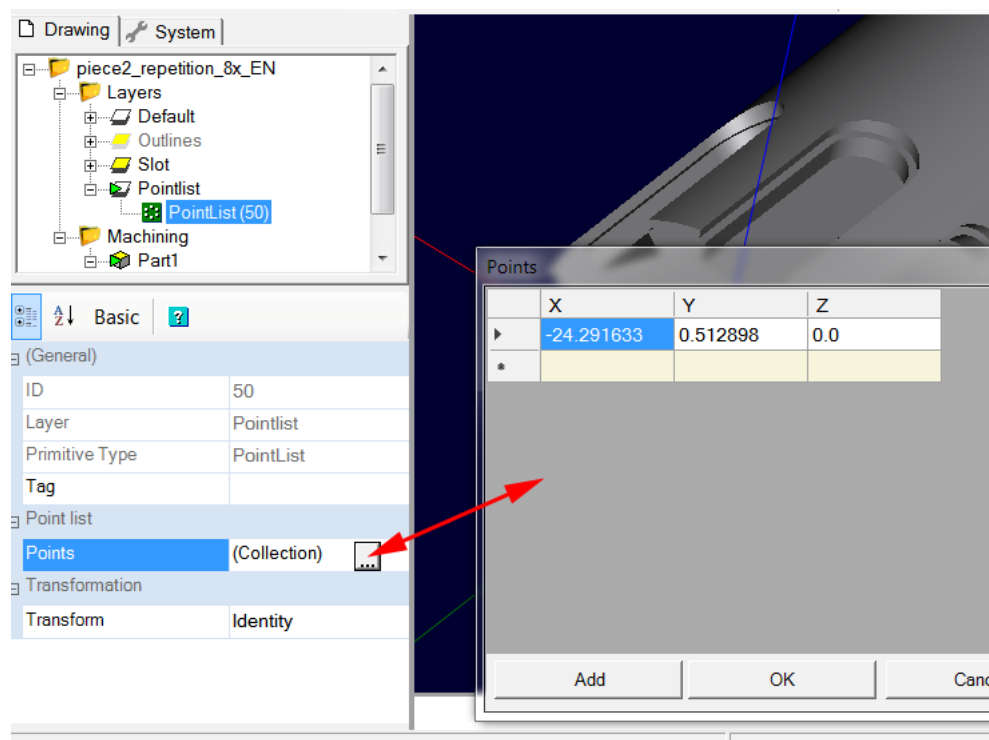 Drawing
System
piece2_repetition_8x_EN
Layers
Default
Outlines
Slot
Pointlist
PointList (50)
Machining
Part1
Basic
(General)
ID 50
Layer Pointlist
Primitive Type PointList
Tag
Point list
Points (Collection) ...
Transformation
Transform Identity
Points
X Y Z
-24.291633 0.512898 0.0
Add OK Canc